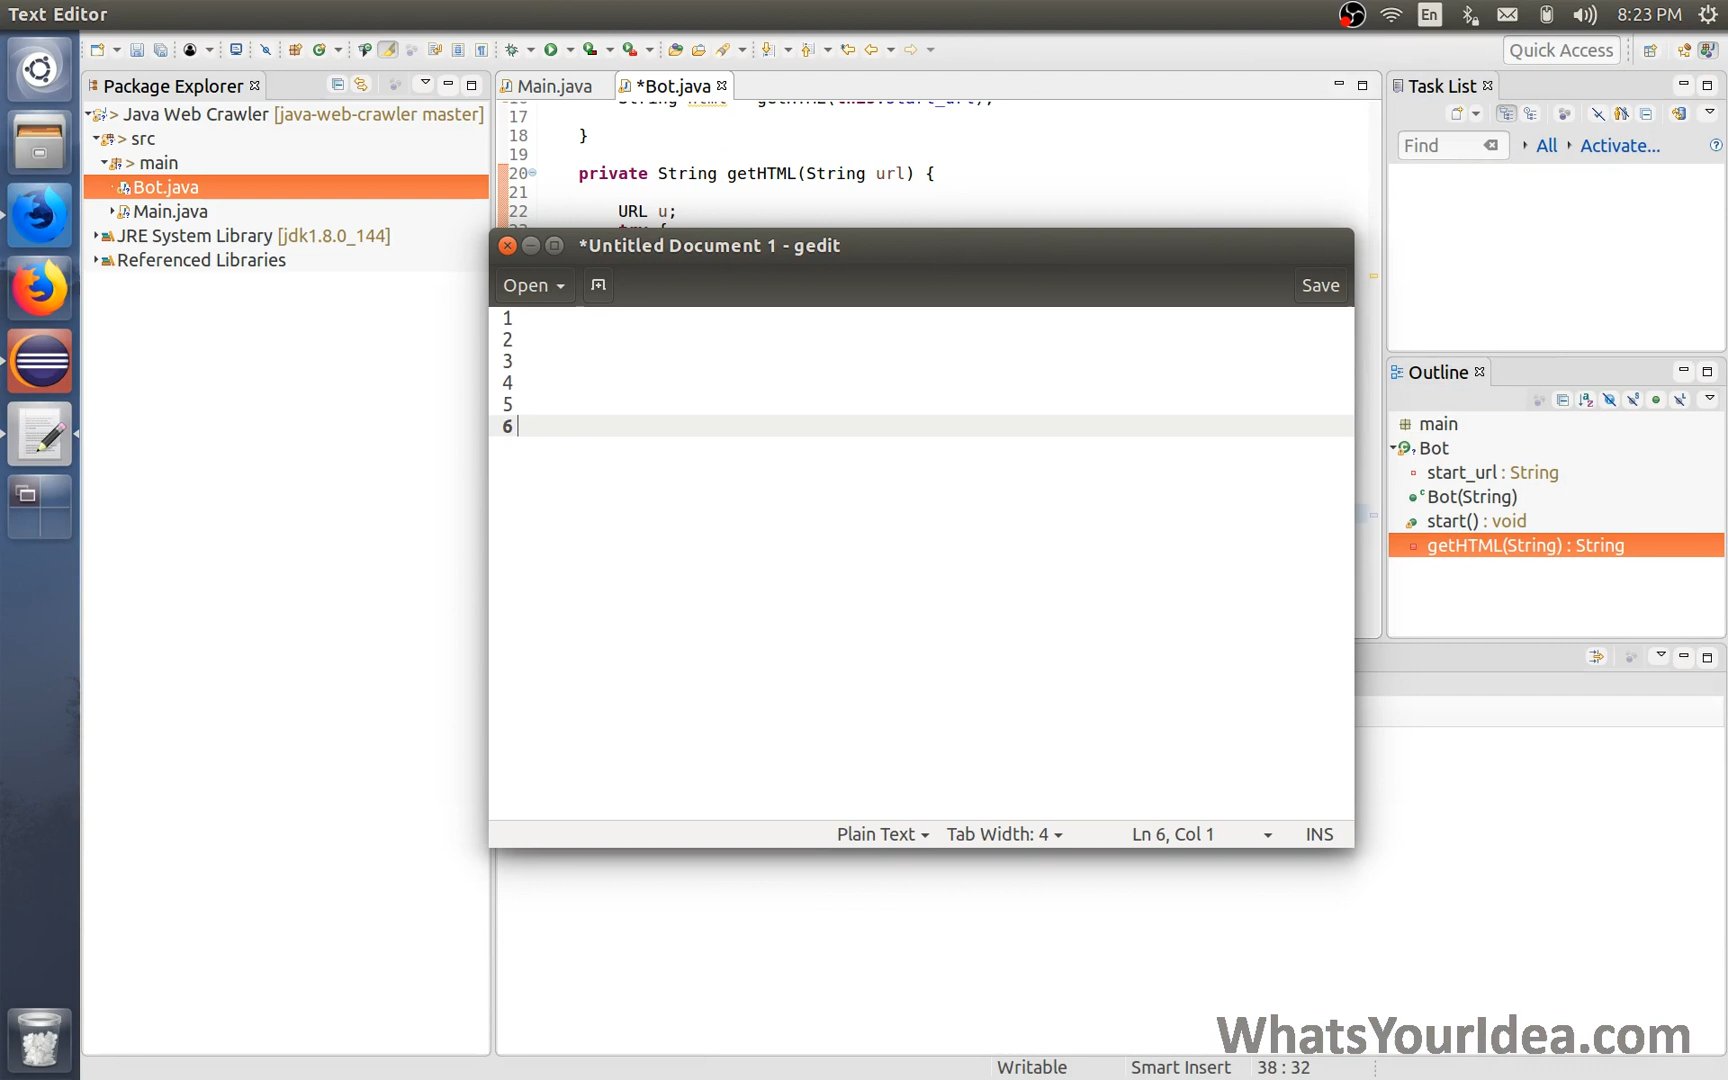 Text Editor
En
8:23 PM
Package Explorer
Java Web Crawler [java-web-crawler master]
> src
> main
Bot.java
Main.java
JRE System Library [jdk1.8.0_144]
Referenced Libraries
Main.java
*Bot.java
17
18 }
19
20 private String getHTML(String url) {
21
22 URL u;
*Untitled Document 1 - gedit
Open
Save
1
2
3
4
5
6
Plain Text
Tab Width: 4
Ln 6, Col 1
INS
Quick Access
Task List
Find
All
Activate...
Outline
main
Bot
start_url : String
Bot(String)
start() : void
getHTML(String) : String
Writable
Smart Insert
38 : 32
WhatsYourIdea.com